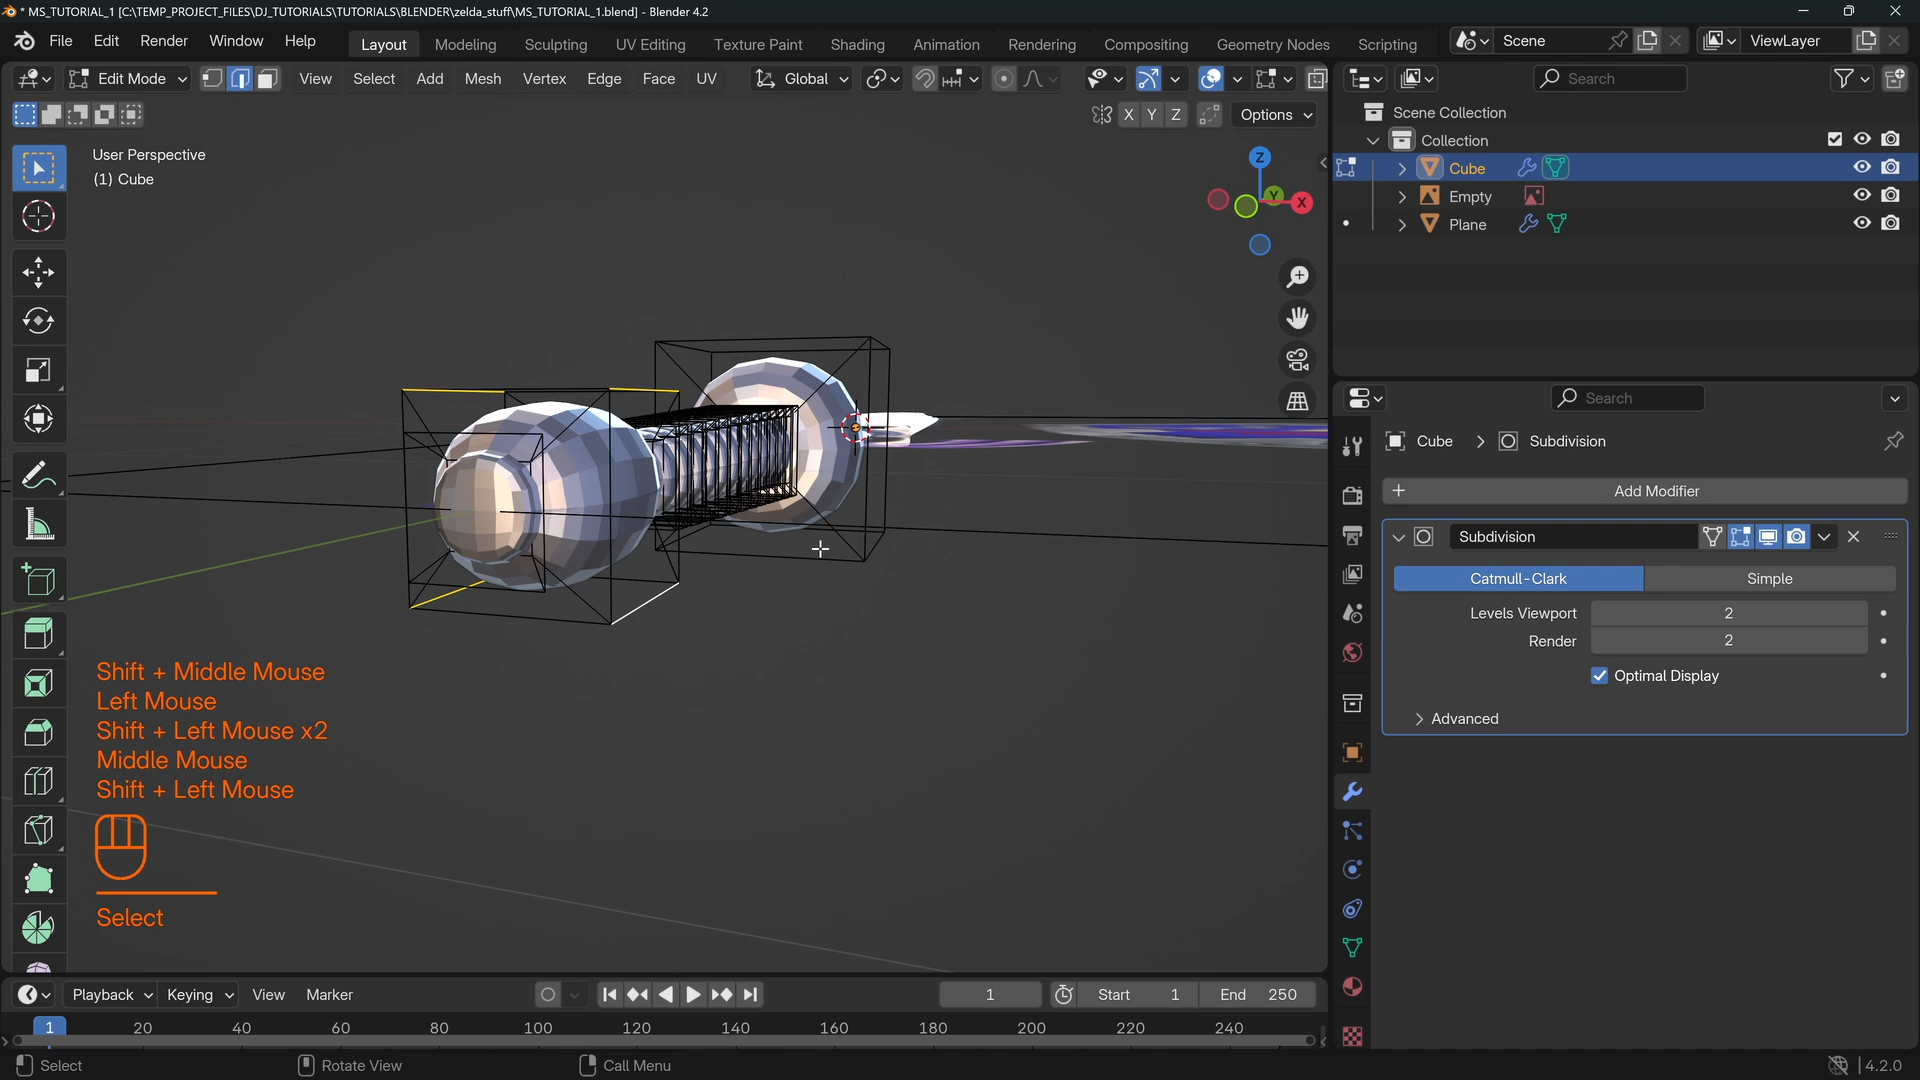 * MS_TUTORIAL_1 [C:\TEMP_PROJECT_FILES\DJ_TUTORIALS\TUTORIALS\BLENDER\zelda_stuff\MS_TUTORIAL_1.blend] - Blender 4.2
File Edit Render Window Help Layout Modeling Sculpting UV Editing Texture Paint Shading Animation Rendering Compositing Geometry Nodes Scripting Scene ViewLayer
Edit Mode View Select Add Mesh Vertex Edge Face UV Global Search
X Y Z Options
Scene Collection
Collection
Cube
Empty
Plane
User Perspective
(1) Cube
Z
Y
X
Search
Cube Subdivision
+ Add Modifier
Subdivision
Catmull-Clark Simple
Levels Viewport 2
Render 2
Optimal Display
Advanced
Shift + Middle Mouse
Left Mouse
Shift + Left Mouse x2
Middle Mouse
Shift + Left Mouse
Select
Playback Keying View Marker 1 Start 1 End 250
1 20 40 60 80 100 120 140 160 180 200 220 240
Select Rotate View Call Menu 4.2.0